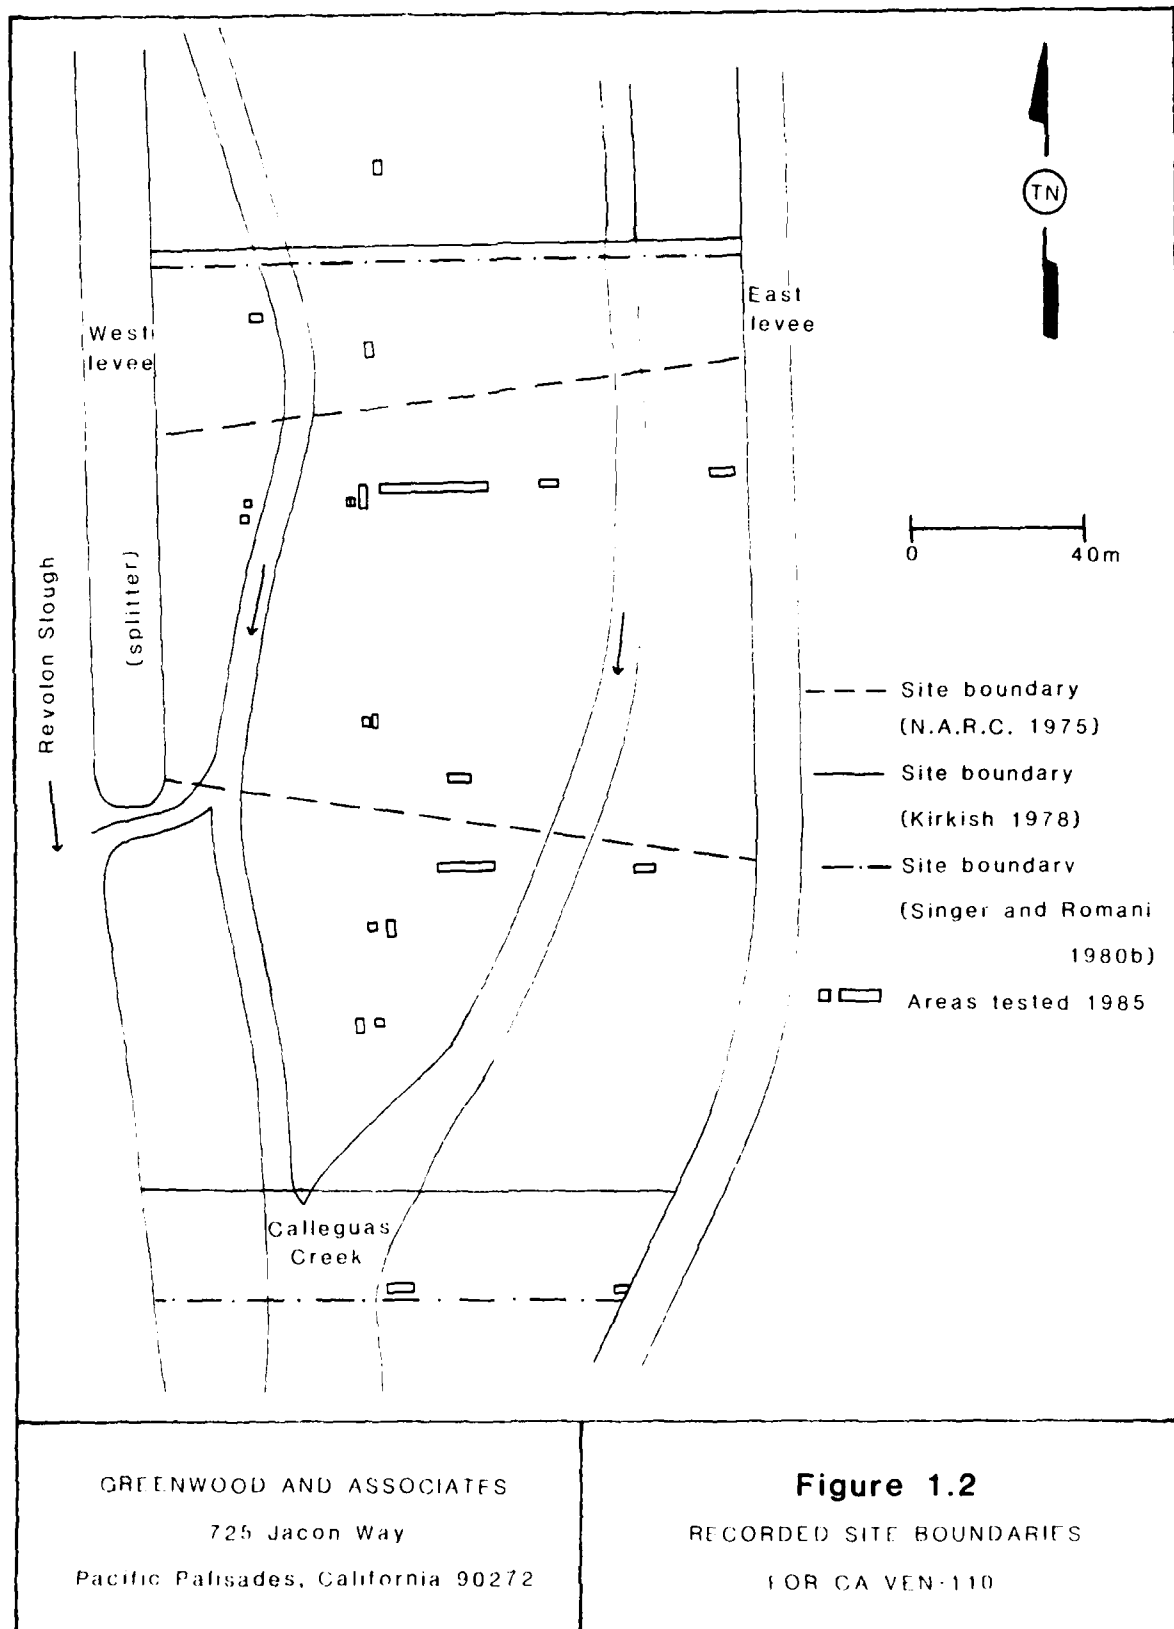 TN
West
levee
East
levee
Revolon Slough
(splitter)
0 40m
Site boundary
(N.A.R.C. 1975)
Site boundary
(Kirkish 1978)
Site boundary
(Singer and Romani
1980b)
Areas tested 1985
Calleguas
Creek
GREENWOOD AND ASSOCIATES
725 Jacon Way
Pacific Palisades, California 90272
Figure 1.2
RECORDED SITE BOUNDARIES
FOR CA VEN-110